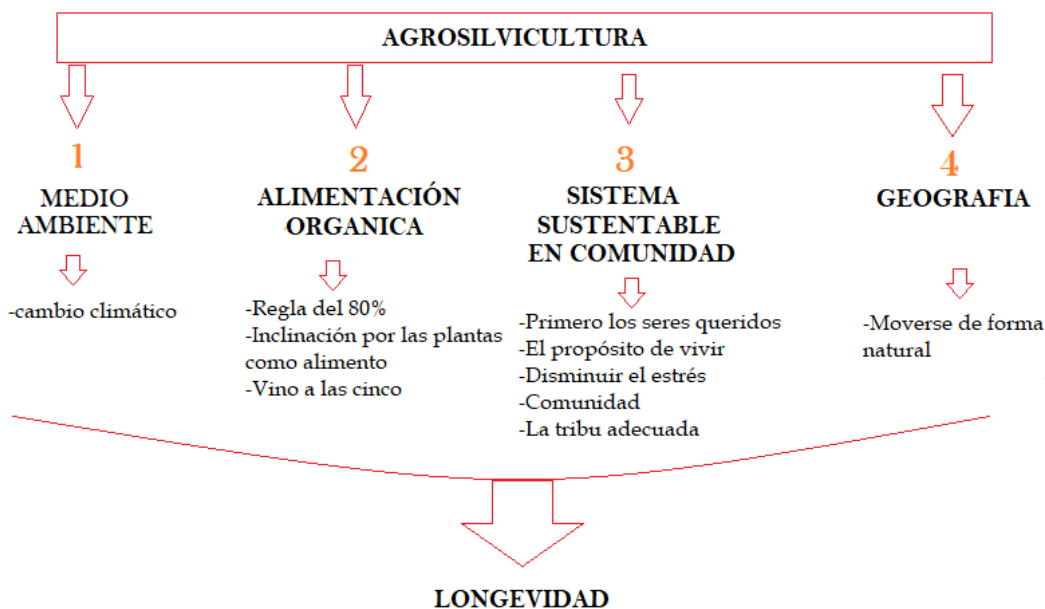 AGROSILVICULTURA
1
MEDIO
AMBIENTE
-cambio climático
2
ALIMENTACIÓN
ORGANICA
-Regla del 80%
-Inclinación por las plantas
como alimento
-Vino a las cinco
3
SISTEMA
SUSTENTABLE
EN COMUNIDAD
-Primero los seres queridos
-El propósito de vivir
-Disminuir el estrés
-Comunidad
-La tribu adecuada
4
GEOGRAFIA
-Moverse de forma
natural
LONGEVIDAD